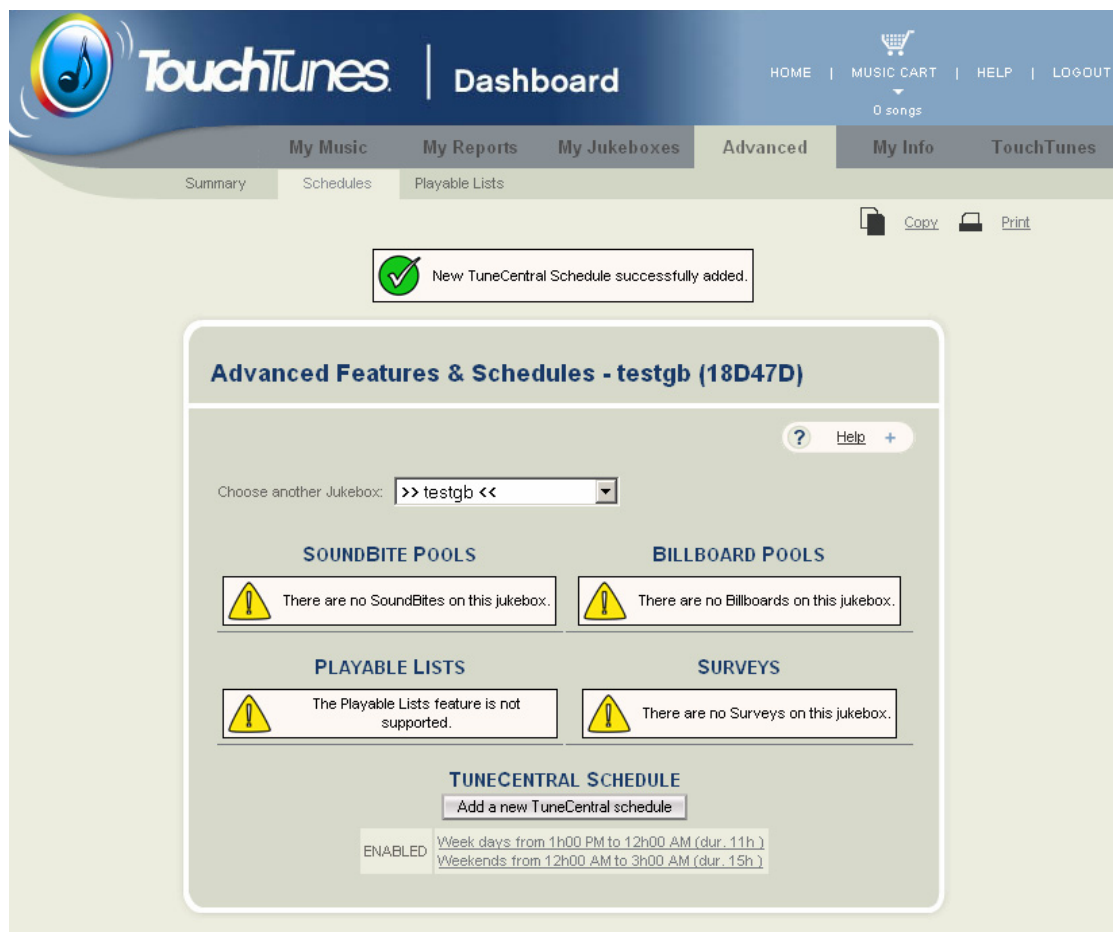 TouchTunes. | Dashboard
HOME | MUSIC CART | HELP | LOGOUT
0 songs
My Music My Reports My Jukeboxes Advanced My Info TouchTunes
Summary Schedules Playable Lists
Copy Print
New TuneCentral Schedule successfully added.
Advanced Features & Schedules - testgb (18D47D)
? Help +
Choose another Jukebox: >> testgb <<
SOUNDBITE POOLS BILLBOARD POOLS
There are no SoundBites on this jukebox. There are no Billboards on this jukebox.
PLAYABLE LISTS SURVEYS
The Playable Lists feature is not
supported.
There are no Surveys on this jukebox.
TUNECENTRAL SCHEDULE
Add a new TuneCentral schedule
ENABLED
Week days from 1h00 PM to 12h00 AM (dur. 11h )
Weekends from 12h00 AM to 3h00 AM (dur. 15h )